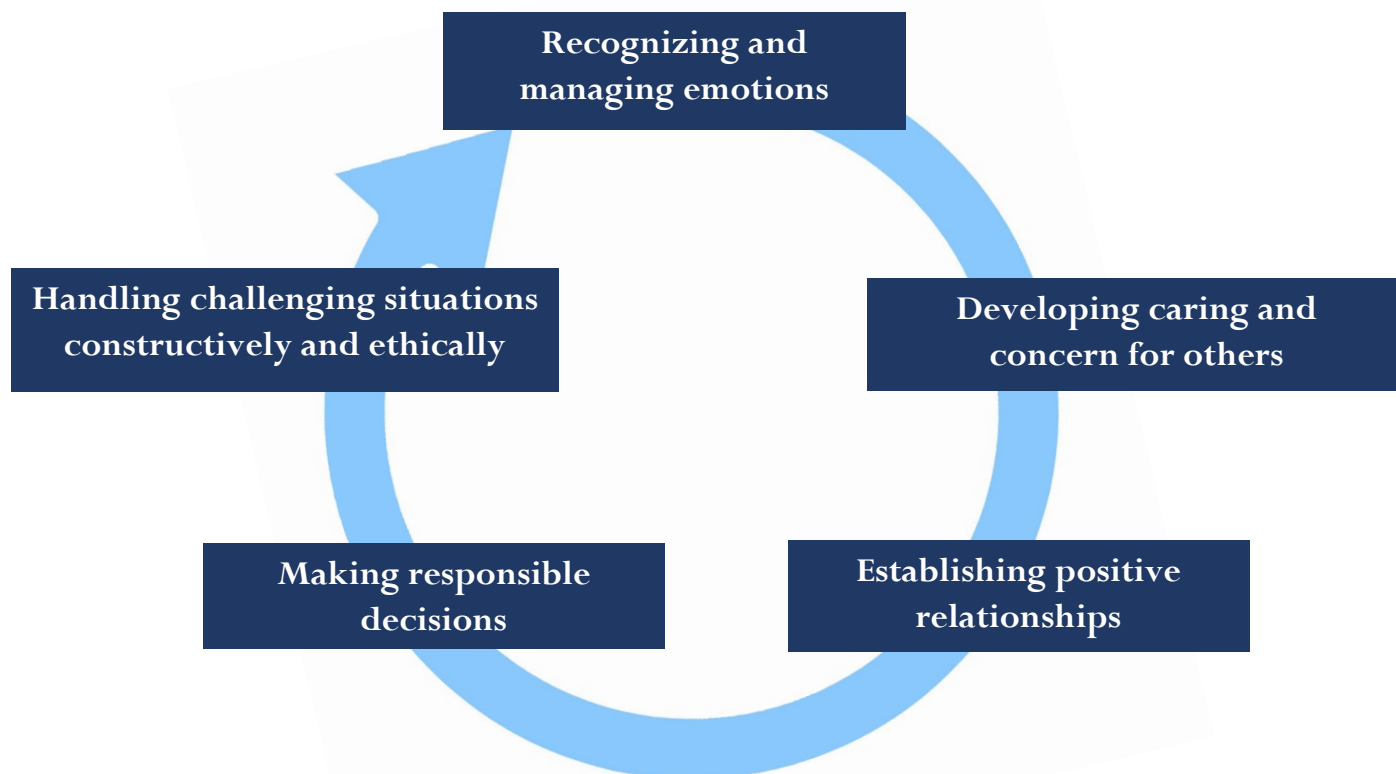 Recognizing and
managing emotions
Developing caring and
concern for others
Establishing positive
relationships
Making responsible
decisions
Handling challenging situations
constructively and ethically